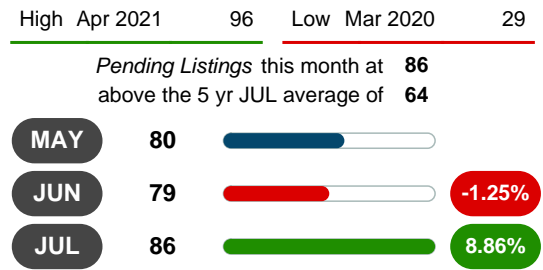 High Apr 2021 96 Low Mar 2020 29
Pending Listings this month at 86
above the 5 yr JUL average of 64
MAY 80
JUN 79 -1.25%
JUL 86 8.86%